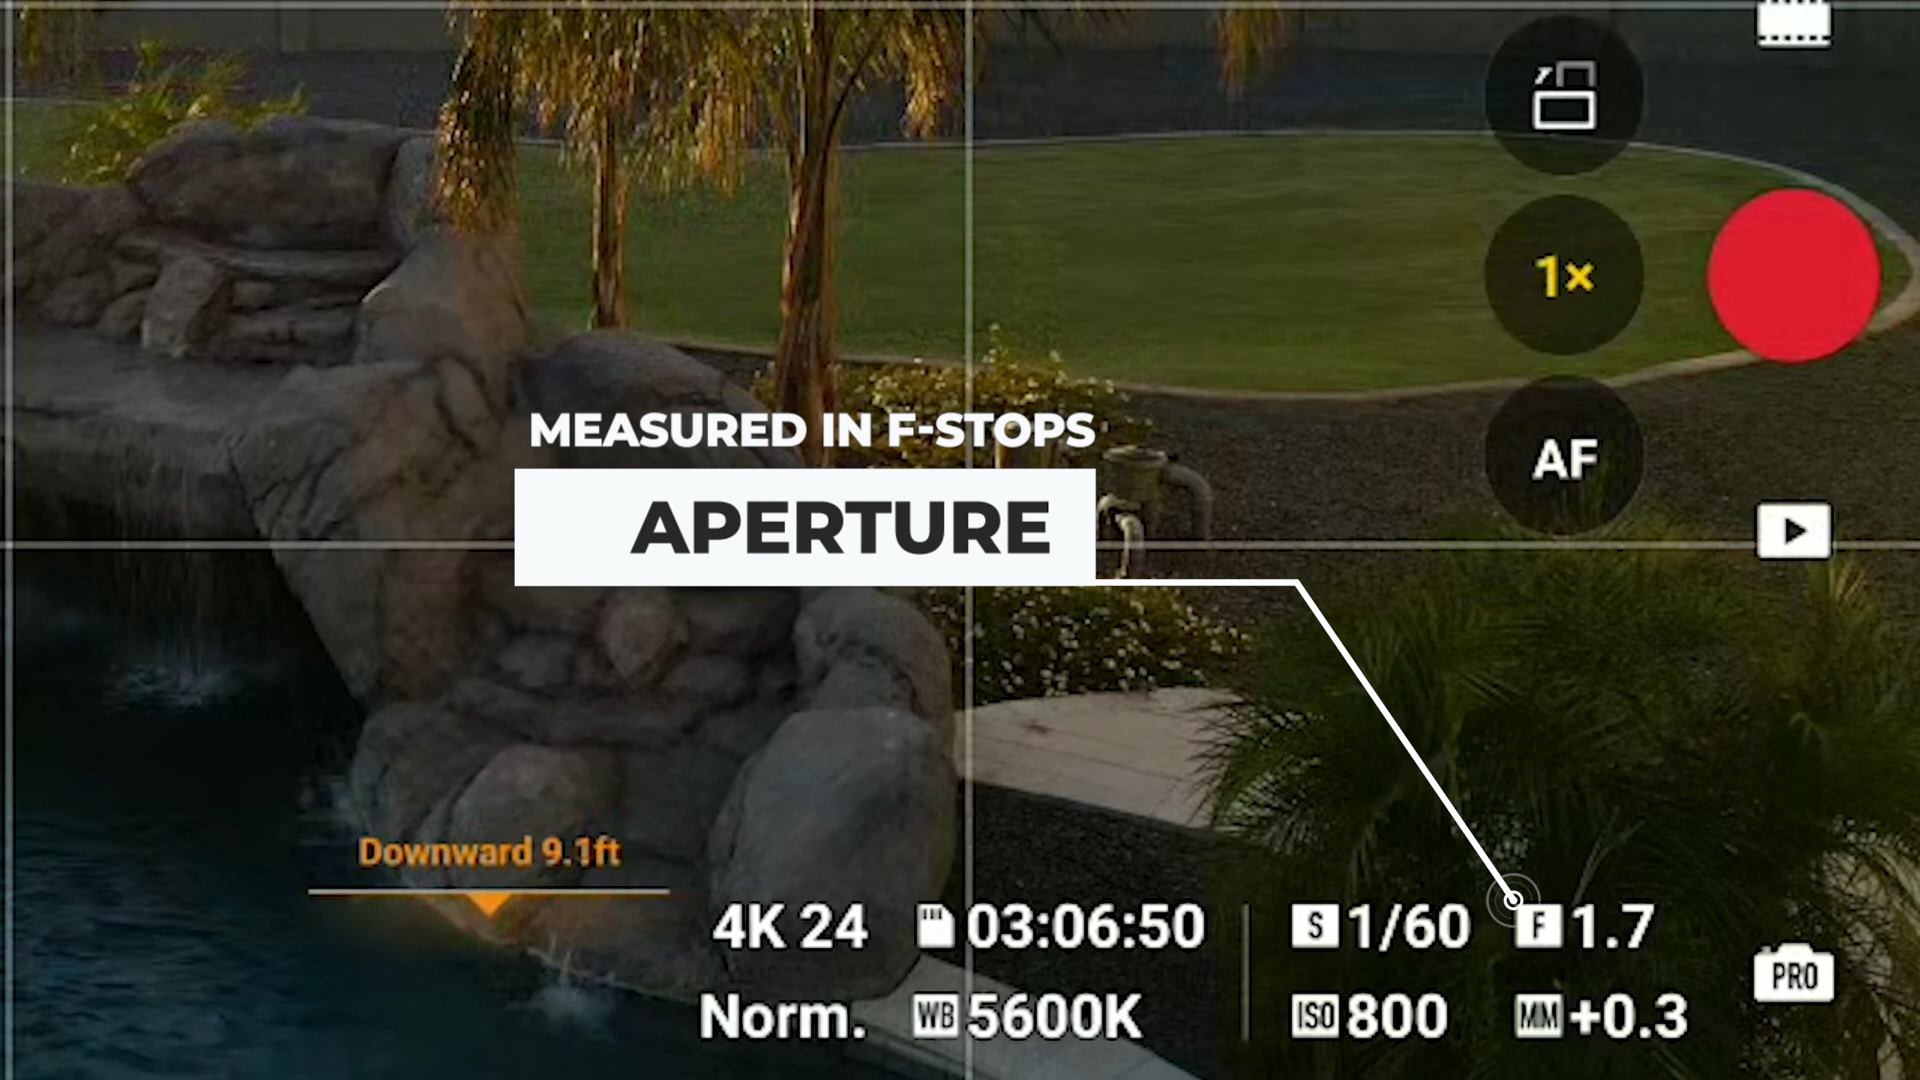 1×
AF
MEASURED IN F-STOPS
APERTURE
Downward 9.1ft
4K 24 03:06:50 S 1/60 F 1.7
Norm. WB 5600K ISO 800 MM +0.3
PRO